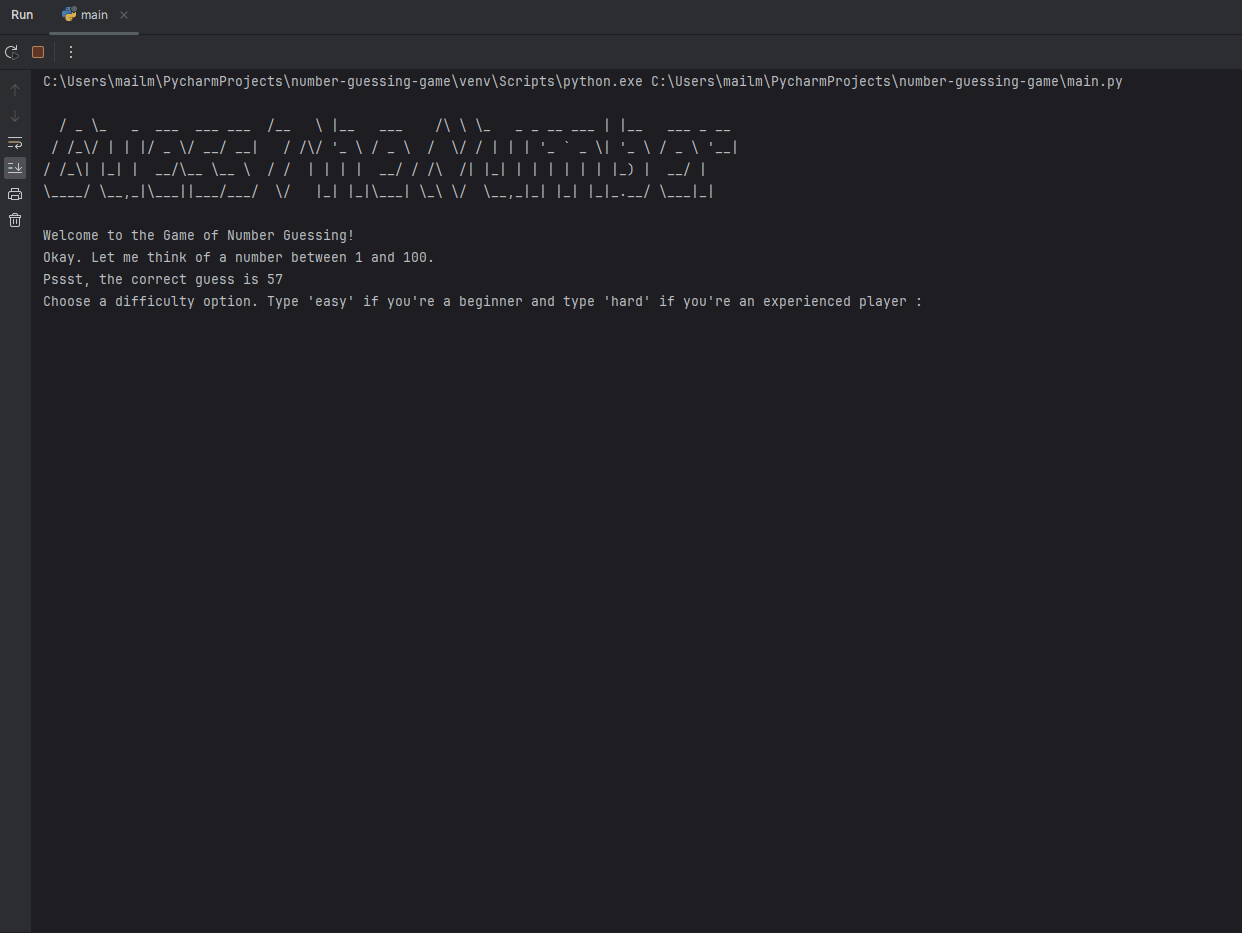 Run main
C:\Users\mailm\PycharmProjects\number-guessing-game\venv\Scripts\python.exe C:\Users\mailm\PycharmProjects\number-guessing-game\main.py
  / _ \_   _  ___  ___ ___  /__   \ |__   ___    /\ \ \_   _ _ __ ___ | |__   ___ _ __
 / /_\/ | | |/ _ \/ __/ __|   / /\/ '_ \ / _ \  /  \/ / | | | '_ ` _ \| '_ \ / _ \ '__|
/ /_\| |_| |  __/\__ \__ \  / /  | | | |  __/ / /\  /| |_| | | | | | | |_) |  __/ |
\____/ \__,_|\___||___/___/  \/   |_| |_|\___| \_\ \/  \__,_|_| |_| |_|_.__/ \___|_|
Welcome to the Game of Number Guessing!
Okay. Let me think of a number between 1 and 100.
Pssst, the correct guess is 57
Choose a difficulty option. Type 'easy' if you're a beginner and type 'hard' if you're an experienced player :